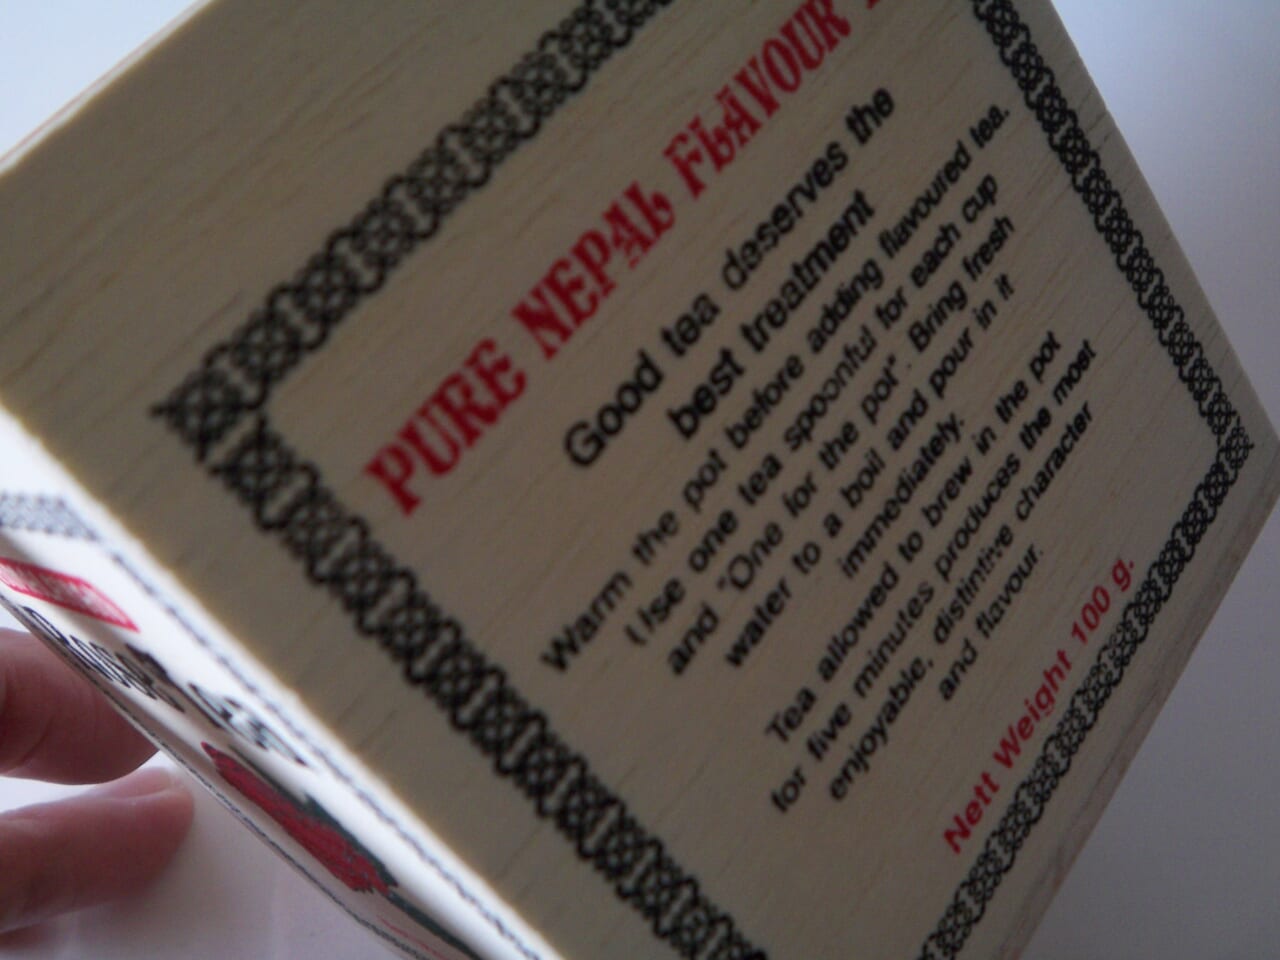 PURE NEPAL FLAVOUR
Good tea deserves the
best treatment
Warm the pot before adding flavoured tea.
Use one tea spoonful for each cup
and "One for the pot". Bring fresh
water to a boil and pour in it
immediately.
Tea allowed to brew in the pot
for five minutes produces the most
enjoyable, distintive character
and flavour.
Nett Weight 100 g.